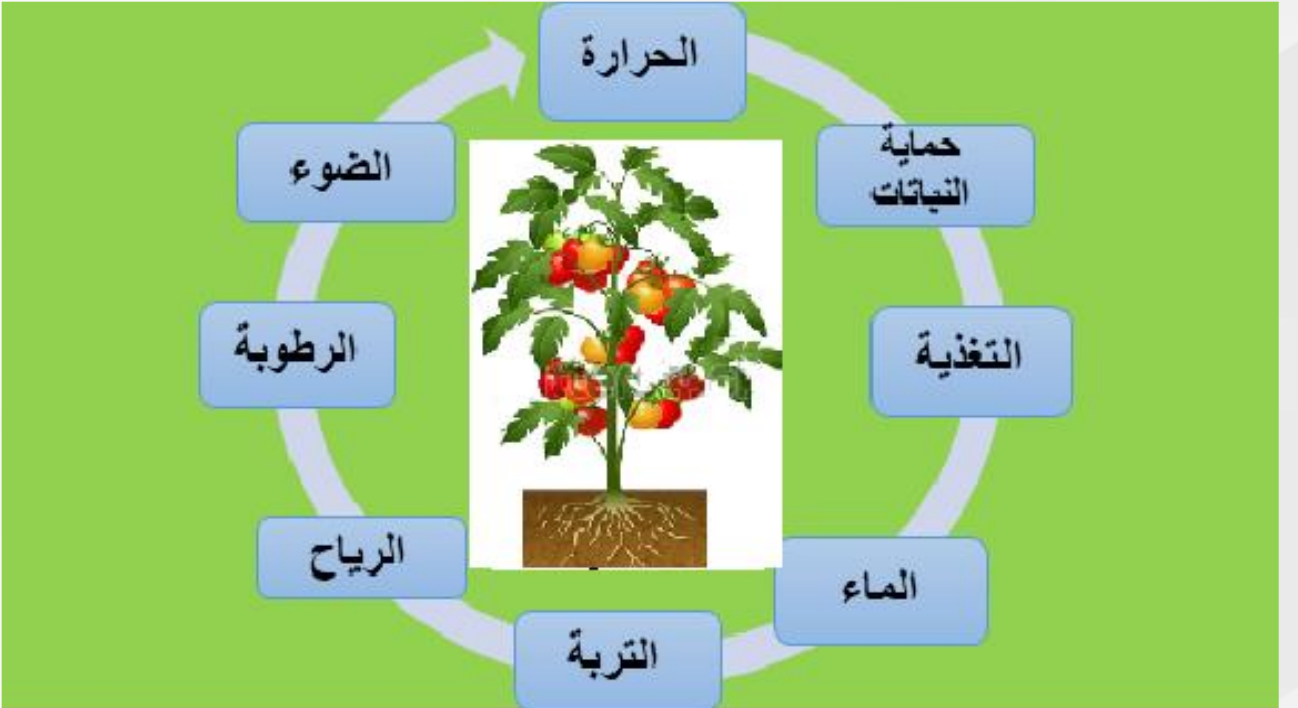 الحرارة
حماية
النباتات
التغذية
الماء
التربة
الرياح
الرطوبة
الضوء